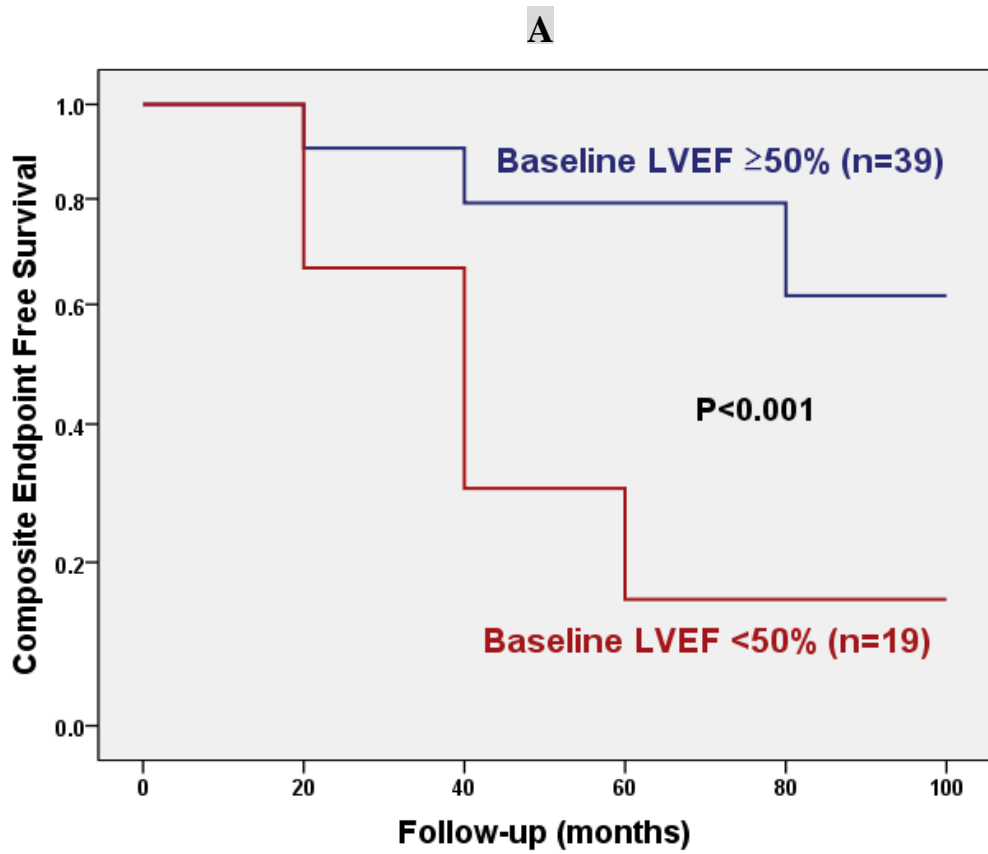 A
Composite Endpoint Free Survival
1.0
0.8
0.6
0.4
0.2
0.0
Baseline LVEF ≥50% (n=39)
P<0.001
Baseline LVEF <50% (n=19)
0 20 40 60 80 100
Follow-up (months)